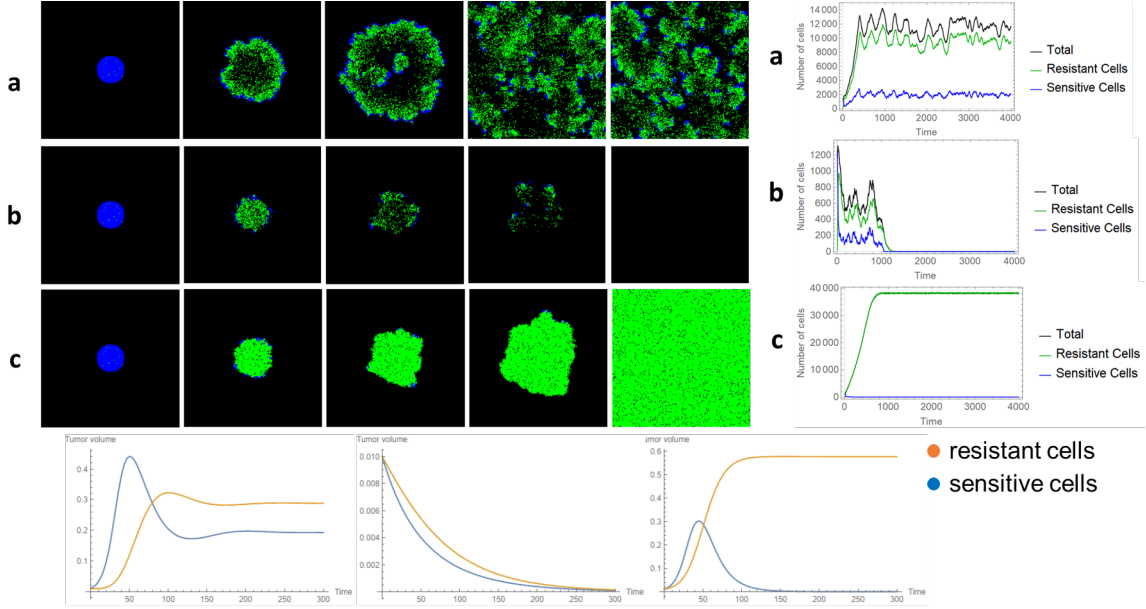 a
Number of cells
14 000
12 000
10 000
8000
6000
4000
2000
0
0 1000 2000 3000 4000
Time
a
Total
Resistant Cells
Sensitive Cells
b
Number of cells
1200
1000
800
600
400
200
0
0 1000 2000 3000 4000
Time
b
Total
Resistant Cells
Sensitive Cells
c
Number of cells
40 000
30 000
20 000
10 000
0
0 1000 2000 3000 4000
Time
c
Total
Resistant Cells
Sensitive Cells
Tumor volume
0.4
0.3
0.2
0.1
50 100 150 200 250 300
Time
Tumor volume
0.010
0.008
0.006
0.004
0.002
50 100 150 200 250 300
Time
umor volume
0.6
0.5
0.4
0.3
0.2
0.1
50 100 150 200 250 300
Time
resistant cells
sensitive cells